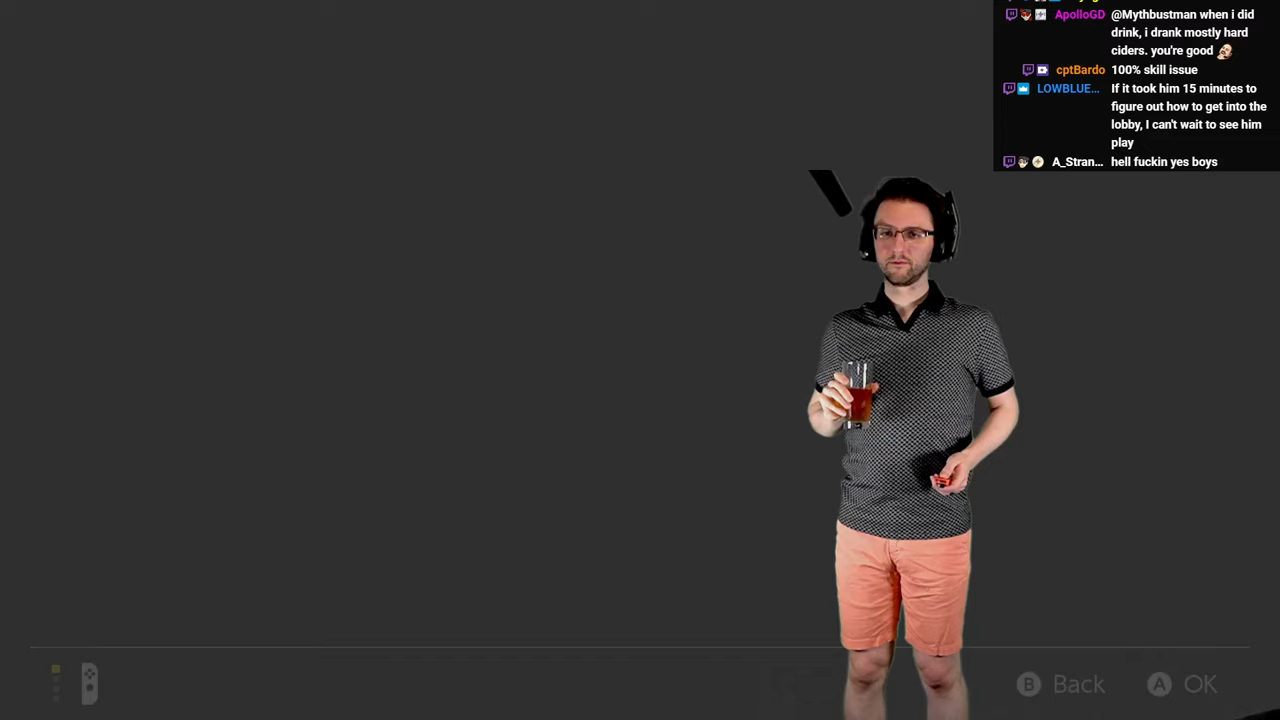 ApolloGD @Mythbustman when i did
drink, i drank mostly hard
ciders. you're good
cptBardo 100% skill issue
LOWBLUE... If it took him 15 minutes to
figure out how to get into the
lobby, I can't wait to see him
play
A_Stran... hell fuckin yes boys
B Back A OK